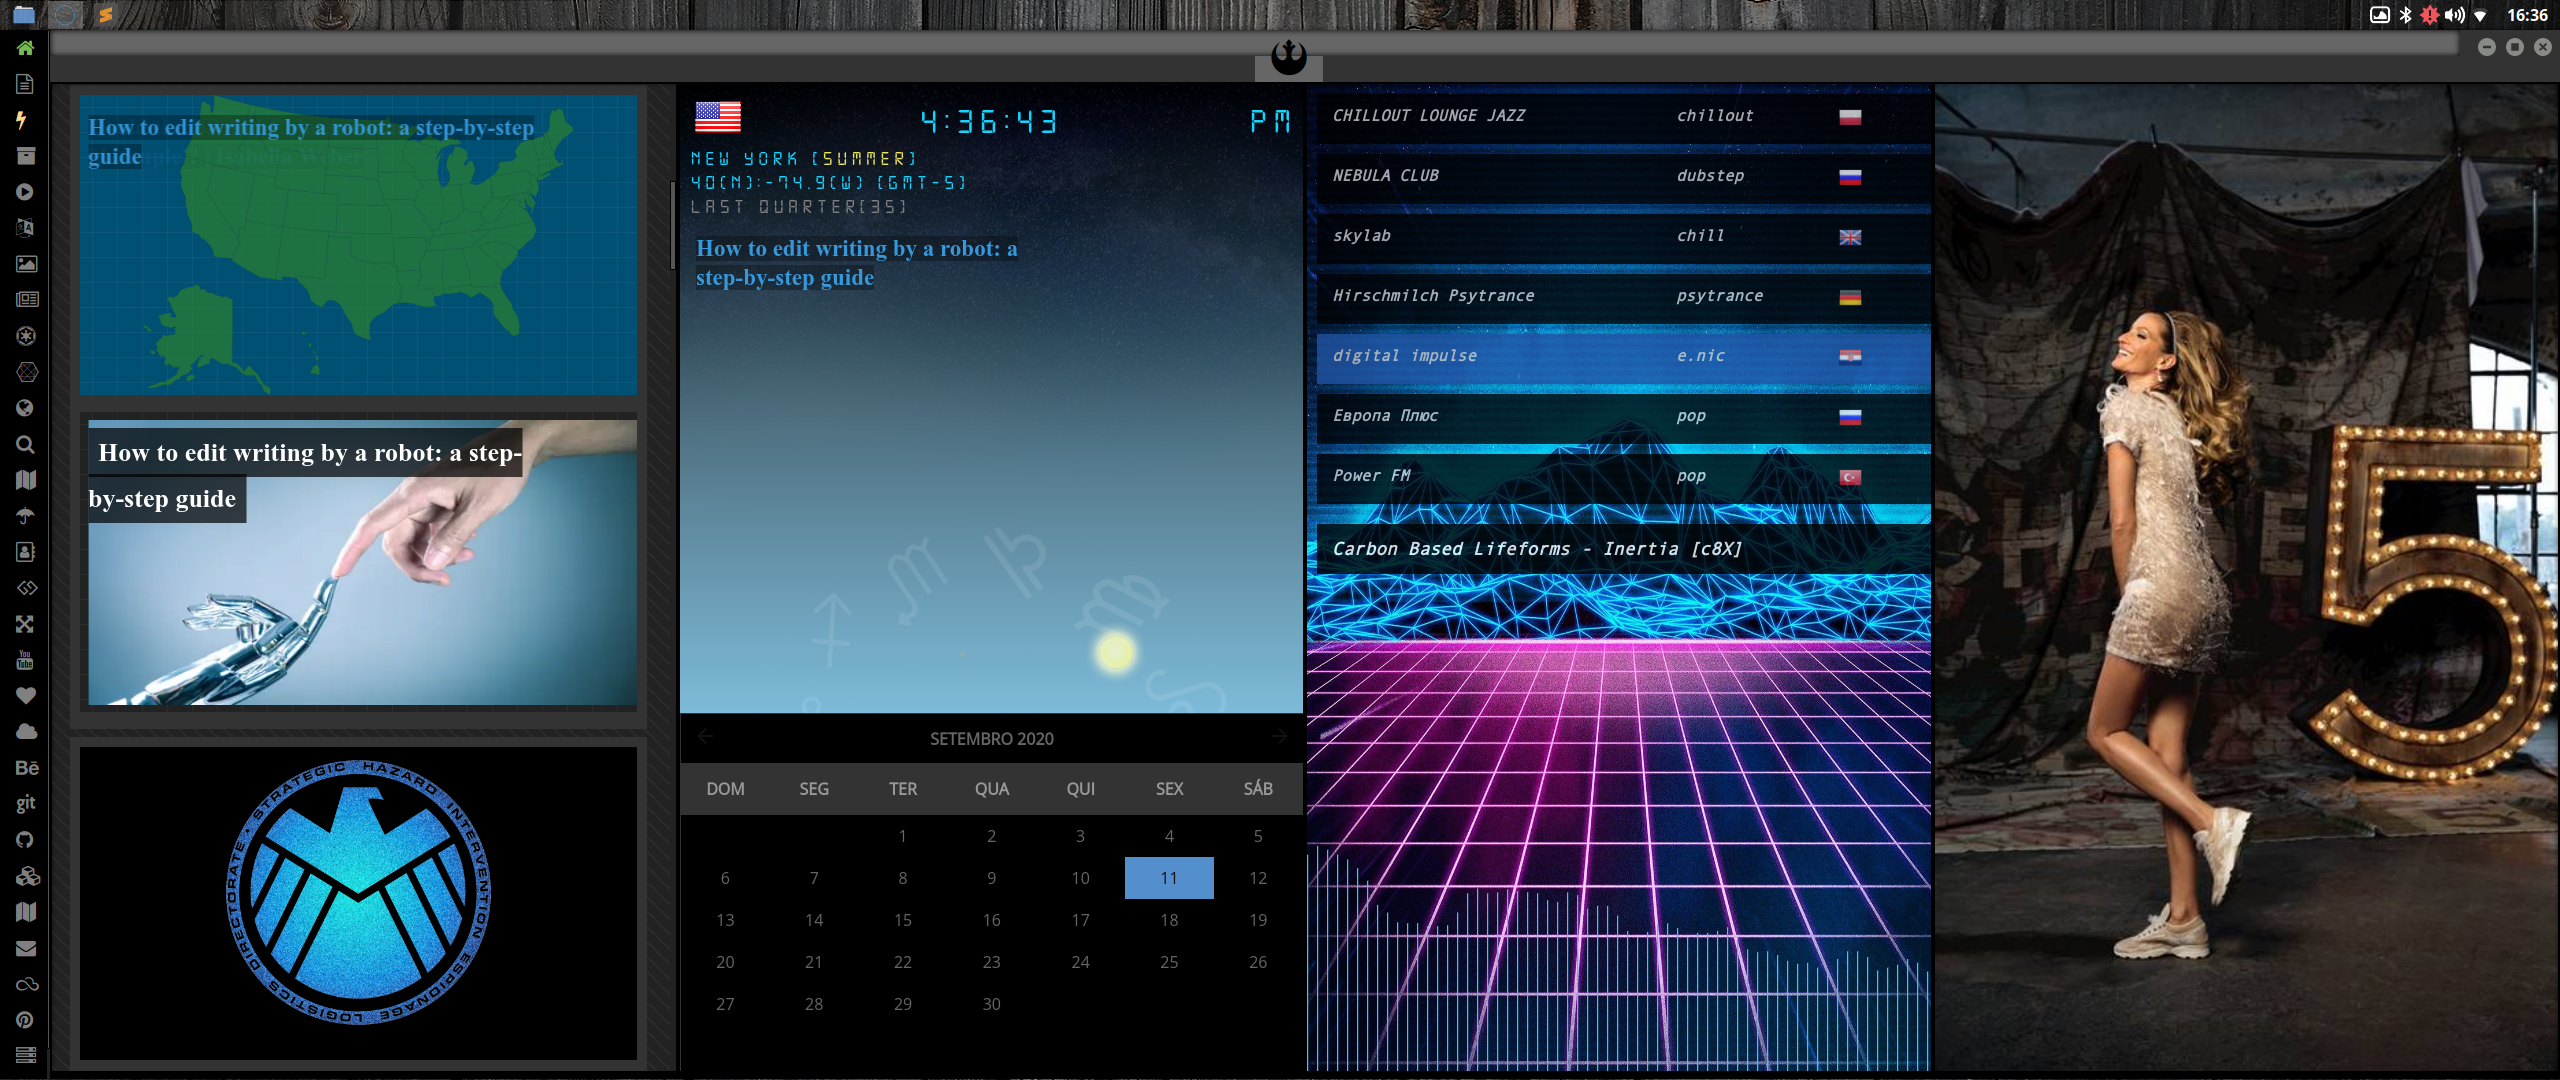 16:36
How to edit writing by a robot: a step-by-step
guide
Isabella Weber
How to edit writing by a robot: a step-
by-step guide
STRATEGIC HAZARD INTERVENTION ESPIONAGE LOGISTICS DIRECTORATE
4:36:43 PM
NEW YORK [SUMMER]
40(N):-74.9(W) [GMT-5]
LAST QUARTER[35]
How to edit writing by a robot: a
step-by-step guide
SETEMBRO 2020
DOM SEG TER QUA QUI SEX SÁB
1 2 3 4 5
6 7 8 9 10 11 12
13 14 15 16 17 18 19
20 21 22 23 24 25 26
27 28 29 30
CHILLOUT LOUNGE JAZZ chillout
NEBULA CLUB dubstep
skylab chill
Hirschmilch Psytrance psytrance
digital impulse e.nic
Европа Плюс pop
Power FM pop
Carbon Based Lifeforms - Inertia [c8X]
5
You
Tube
Bē
git